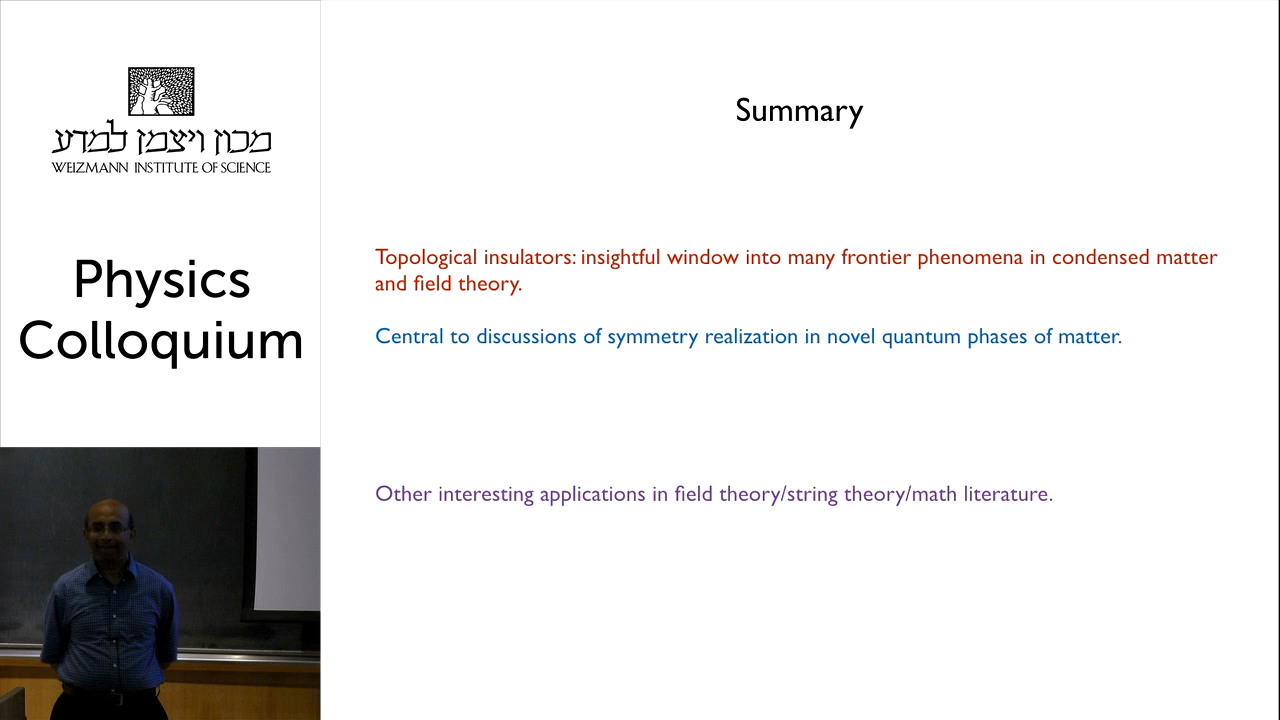 מכון ויצמן למדע
WEIZMANN INSTITUTE OF SCIENCE
Physics
Colloquium
Summary
Topological insulators: insightful window into many frontier phenomena in condensed matter
and field theory.
Central to discussions of symmetry realization in novel quantum phases of matter.
Other interesting applications in field theory/string theory/math literature.